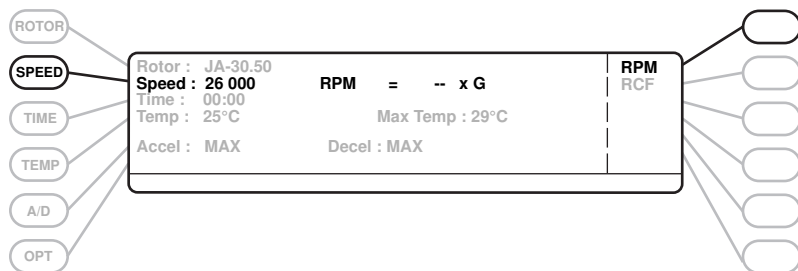 ROTOR
SPEED
TIME
TEMP
A/D
OPT
Rotor : JA-30.50
Speed : 26 000 RPM = -- x G
Time : 00:00
Temp : 25°C Max Temp : 29°C
Accel : MAX Decel : MAX
RPM
RCF